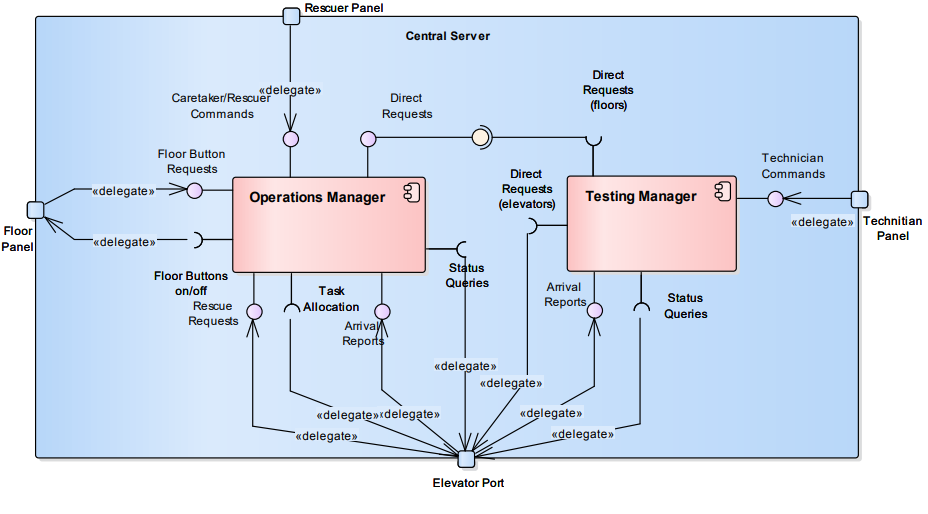 Rescuer Panel
Central Server
«delegate»
Caretaker/Rescuer
Commands
Direct
Requests
Direct
Requests
(floors)
Floor Button
Requests
«delegate»
Operations Manager
Direct
Requests
(elevators)
Testing Manager
Technician
Commands
«delegate»
Technitian
Panel
Floor
Panel
«delegate»
Floor Buttons
on/off
Rescue
Requests
Task
Allocation
Arrival
Reports
Status
Queries
Arrival
Reports
Status
Queries
«delegate»
«delegate»
«delegate»
«delegate»
«delegate»
«delegate»
«delegate»
Elevator Port